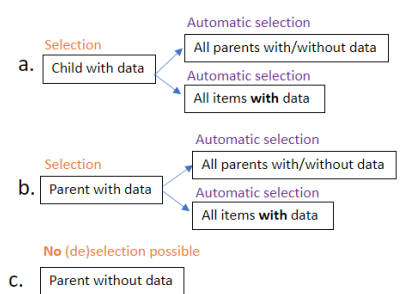 Automatic selection
Selection
All parents with/without data
a.
Child with data
Automatic selection
All items with data
Automatic selection
Selection
All parents with/without data
b.
Parent with data
Automatic selection
All items with data
No (de)selection possible
c.
Parent without data